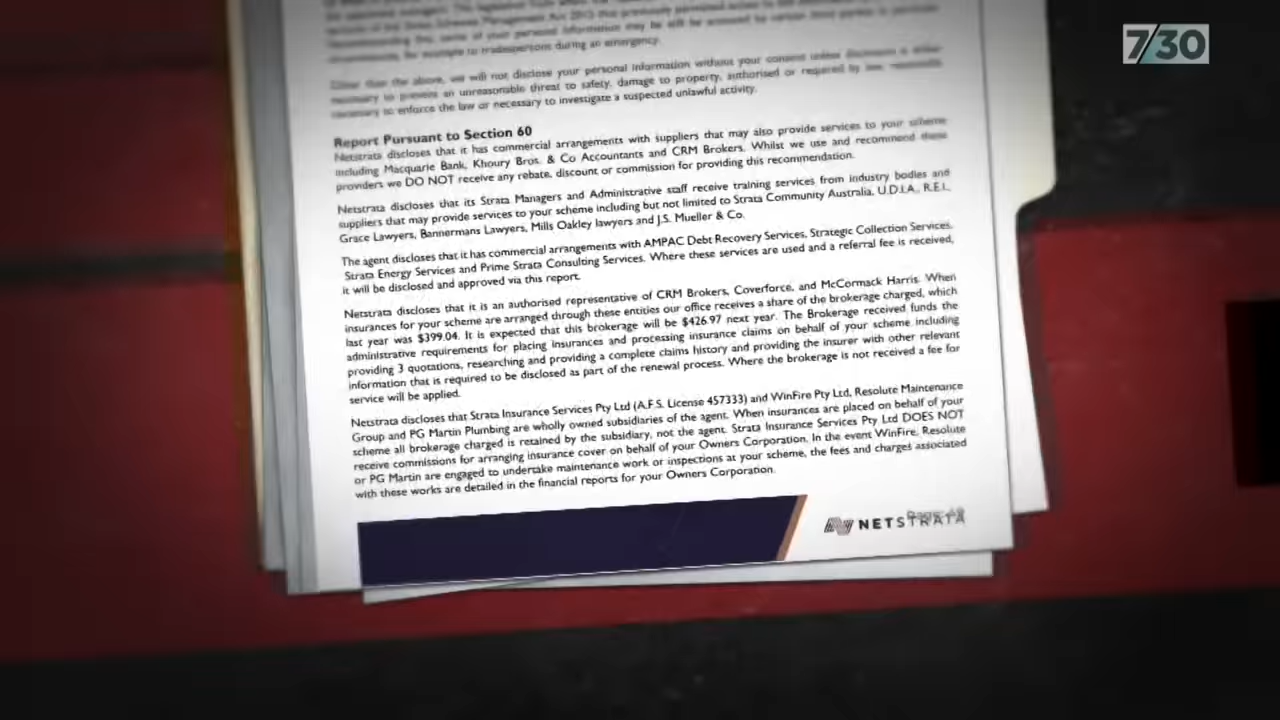 7/30
for example to tradespersons during an emergency.
Other than the above, we will not disclose your personal information without your consent unless disclosure is either
necessary to prevent an unreasonable threat to safety, damage to property, authorised or required by law, reasonably
necessary to enforce the law or necessary to investigate a suspected unlawful activity.
Report Pursuant to Section 60
Netstrata discloses that it has commercial arrangements with suppliers that may also provide services to your scheme
including Macquarie Bank, Khoury Bros. & Co Accountants and CRM Brokers. Whilst we use and recommend these
providers we DO NOT receive any rebate, discount or commission for providing this recommendation.
Netstrata discloses that its Strata Managers and Administrative staff receive training services from industry bodies and
suppliers that may provide services to your scheme including but not limited to Strata Community Australia, U.D.I.A., R.E.I.,
Grace Lawyers, Bannermans Lawyers, Mills Oakley lawyers and J.S. Mueller & Co.
The agent discloses that it has commercial arrangements with AMPAC Debt Recovery Services, Strategic Collection Services,
Strata Energy Services and Prime Strata Consulting Services. Where these services are used and a referral fee is received,
it will be disclosed and approved via this report.
Netstrata discloses that it is an authorised representative of CRM Brokers, Coverforce, and McCormack Harris. When
insurances for your scheme are arranged through these entities our office receives a share of the brokerage charged, which
last year was $399.04. It is expected that this brokerage will be $426.97 next year. The Brokerage received funds the
administrative requirements for placing insurances and processing insurance claims on behalf of your scheme including
providing 3 quotations, researching and providing a complete claims history and providing the insurer with other relevant
information that is required to be disclosed as part of the renewal process. Where the brokerage is not received a fee for
service will be applied.
Netstrata discloses that Strata Insurance Services Pty Ltd (A.F.S. License 457333) and WinFire Pty Ltd, Resolute Maintenance
Group and PG Martin Plumbing are wholly owned subsidiaries of the agent. When insurances are placed on behalf of your
scheme all brokerage charged is retained by the subsidiary, not the agent. Strata Insurance Services Pty Ltd DOES NOT
receive commissions for arranging insurance cover on behalf of your Owners Corporation. In the event WinFire, Resolute
or PG Martin are engaged to undertake maintenance work or inspections at your scheme, the fees and charges associated
with these works are detailed in the financial reports for your Owners Corporation.
NETSTRATA